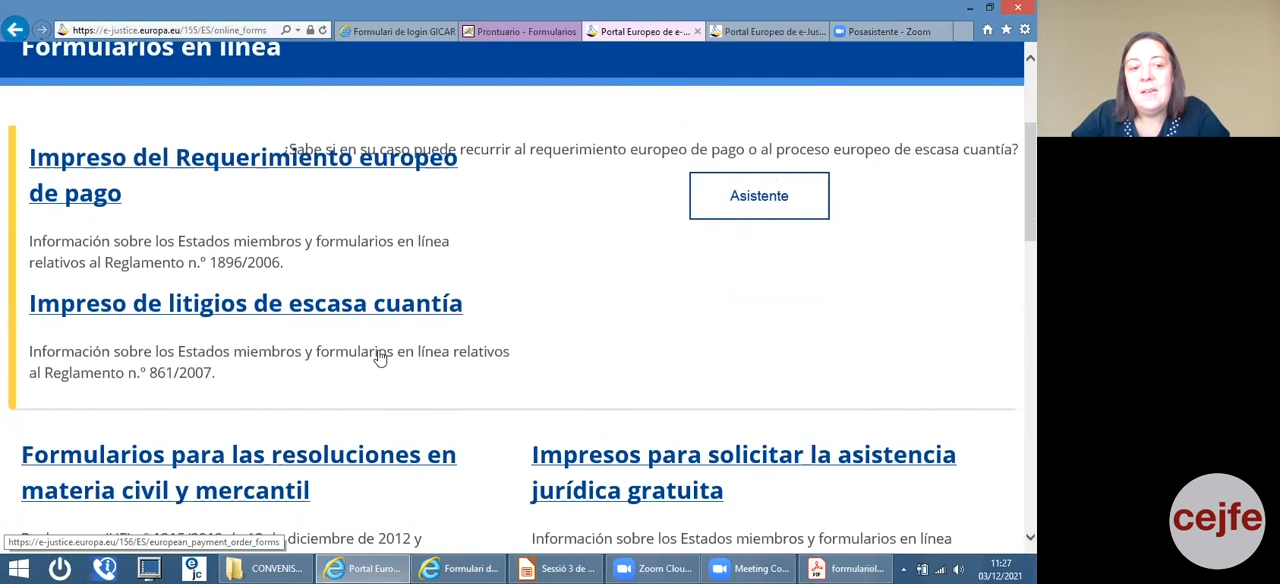 https://e-justice.europa.eu/155/ES/online_forms
Formulari de login GICAR
Prontuario - Formularios
Portal Europeo de e-...
Portal Europeo de e-Jus...
Posasistente - Zoom
Formularios en línea
¿Sabe si en su caso puede recurrir al requerimiento europeo de pago o al proceso europeo de escasa cuantía?
Impreso del Requerimiento europeo
de pago
Asistente
Información sobre los Estados miembros y formularios en línea
relativos al Reglamento n.º 1896/2006.
Impreso de litigios de escasa cuantía
Información sobre los Estados miembros y formularios en línea relativos
al Reglamento n.º 861/2007.
Formularios para las resoluciones en
materia civil y mercantil
Impresos para solicitar la asistencia
jurídica gratuita
diciembre de 2012 y
Información sobre los Estados miembros y formularios en línea
https://e-justice.europa.eu/156/ES/european_payment_order_forms
cejfe
e
jc
CONVENIS...
Portal Euro...
Formulari d...
Sessió 3 de ...
Zoom Clou...
Meeting Co...
formulariol...
11:27
03/12/2021